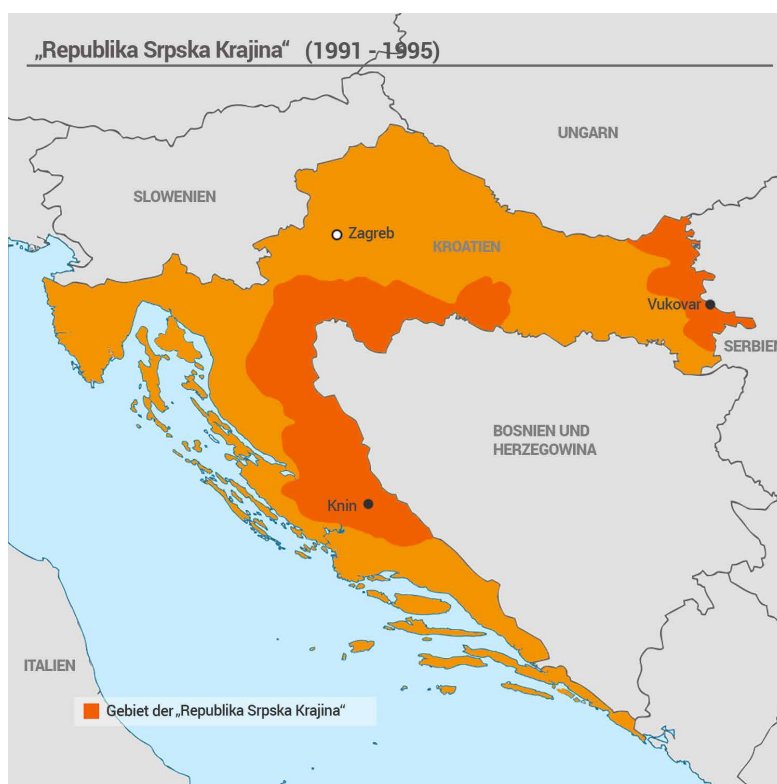 „Republika Srpska Krajina“ (1991 - 1995)
UNGARN
SLOWENIEN
Zagreb
KROATIEN
Vukovar
SERBIEN
BOSNIEN UND
HERZEGOWINA
Knin
ITALIEN
Gebiet der „Republika Srpska Krajina“